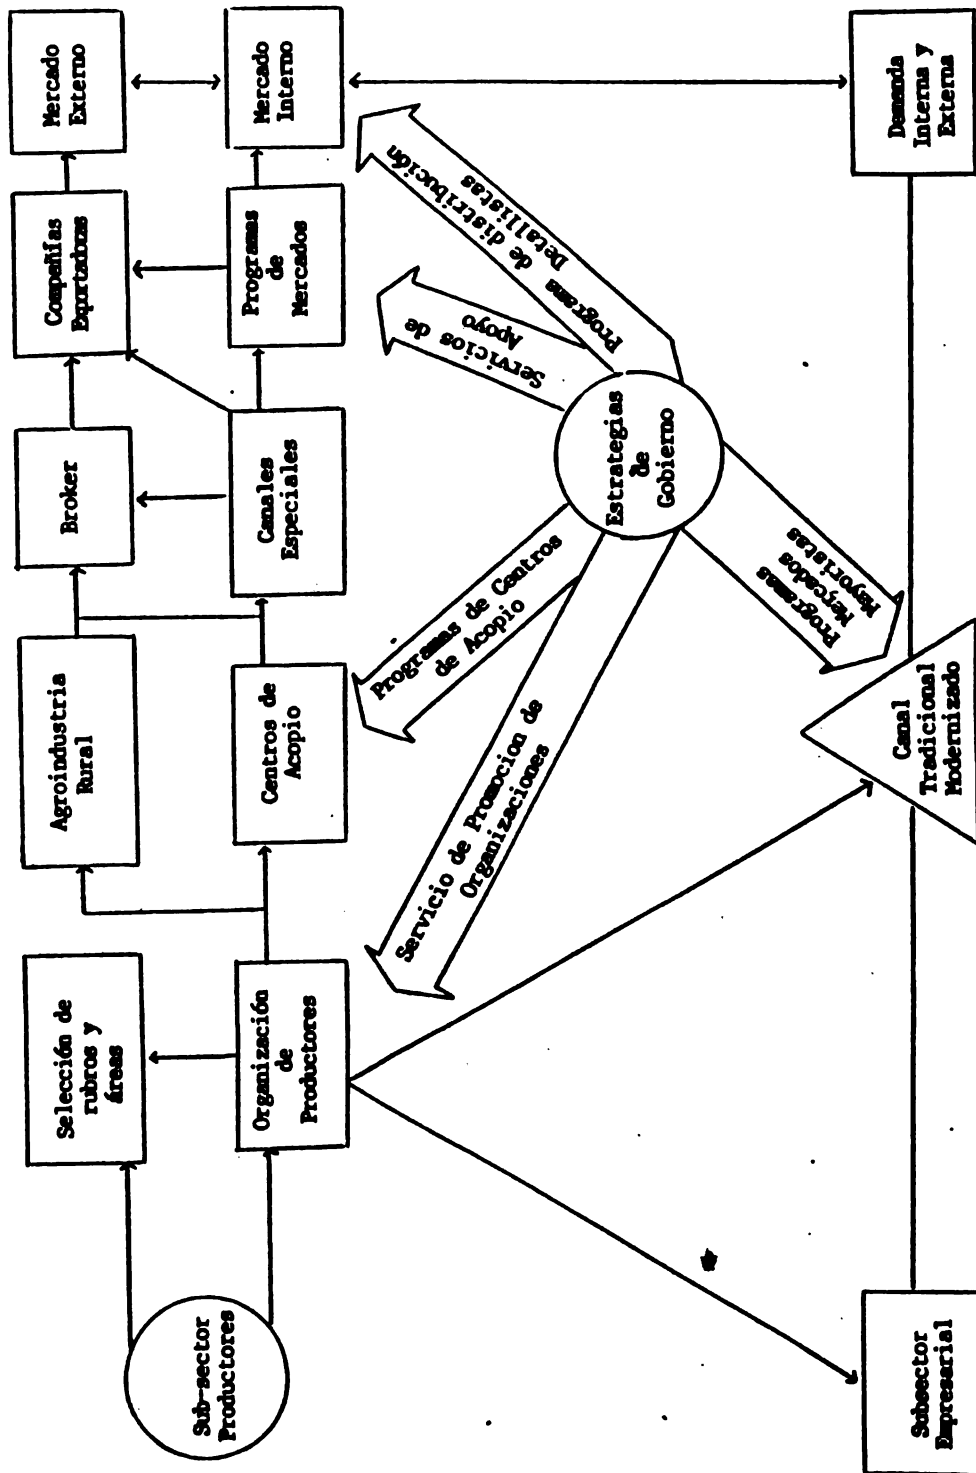 Sub-sector
Productores
Selección de
rubros y
áreas
Organización
de
Productores
Agroindustria
Rural
Centros de
Acopio
Broker
Canales
Especiales
Compañías
Exportadoras
Programas
de
Mercados
Mercado
Externo
Mercado
Interno
Servicio de Promocion de
Organizaciones
Programas de Centros
de Acopio
Servicios de
Apoyo
Programa de distribución
Detallistas
Estrategias
de
Gobierno
Programas
Mercados
Mayoristas
Subsector
Empresarial
Canal
Tradicional
Modernizado
Demanda
Interna y
Externa